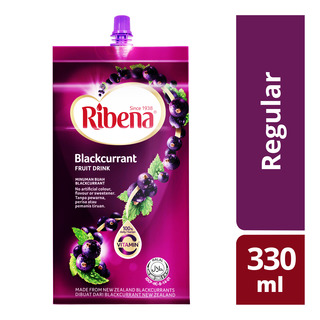 Since 1938
Ribena
Blackcurrant
FRUIT DRINK
MINUMAN BUAH
BLACKCURRANT
No artificial colour,
flavour or sweetener.
Tanpa pewarna,
perisa atau
pemanis tiruan.
VITAMIN
C
HALAL
MADE FROM NEW ZEALAND BLACKCURRANTS
DIBUAT DARI BLACKCURRANT NEW ZEALAND
Regular
330
ml